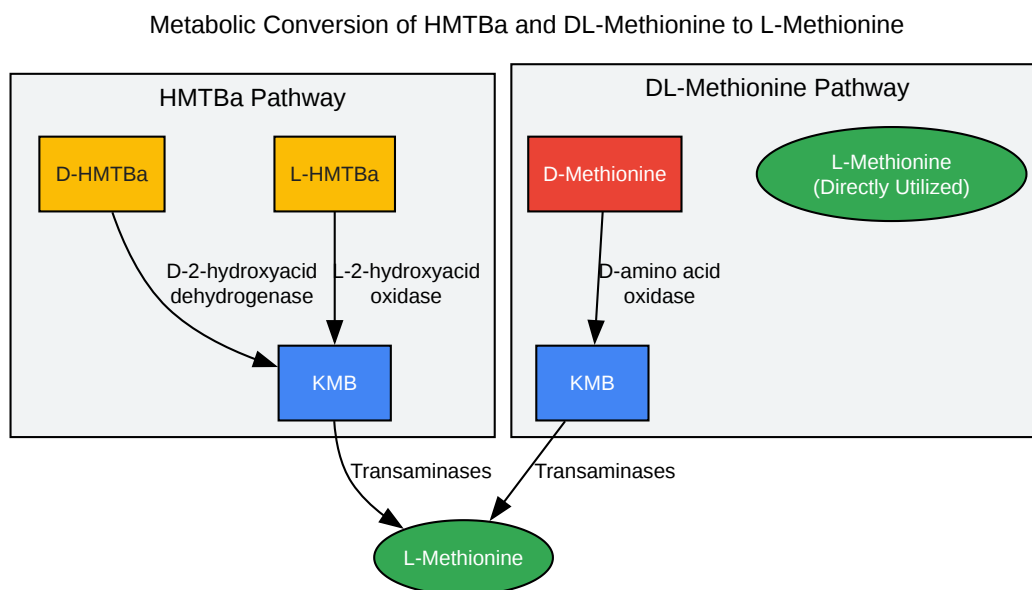 Metabolic Conversion of HMTBa and DL-Methionine to L-Methionine
HMTBa Pathway
D-HMTBa
L-HMTBa
D-2-hydroxyacid
dehydrogenase
L-2-hydroxyacid
oxidase
KMB
DL-Methionine Pathway
D-Methionine
L-Methionine
(Directly Utilized)
D-amino acid
oxidase
KMB
Transaminases
Transaminases
L-Methionine